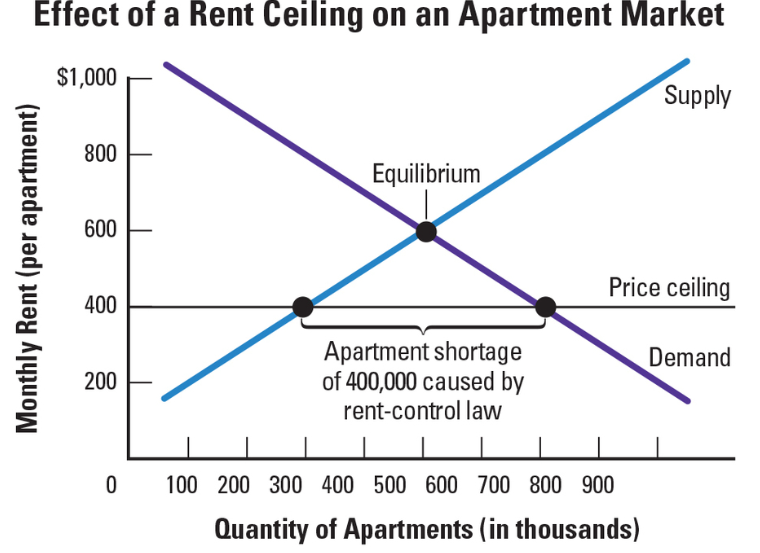 Effect of a Rent Ceiling on an Apartment Market
Monthly Rent (per apartment)
$1,000
800
600
400
200
0
Supply
Equilibrium
Price ceiling
Apartment shortage
of 400,000 caused by
rent-control law
Demand
100 200 300 400 500 600 700 800 900
Quantity of Apartments (in thousands)